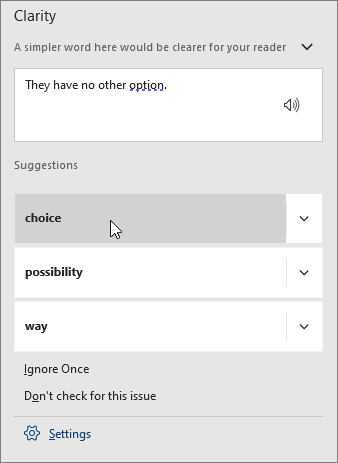 Clarity
A simpler word here would be clearer for your reader
They have no other option.
Suggestions
choice
possibility
way
Ignore Once
Don't check for this issue
Settings